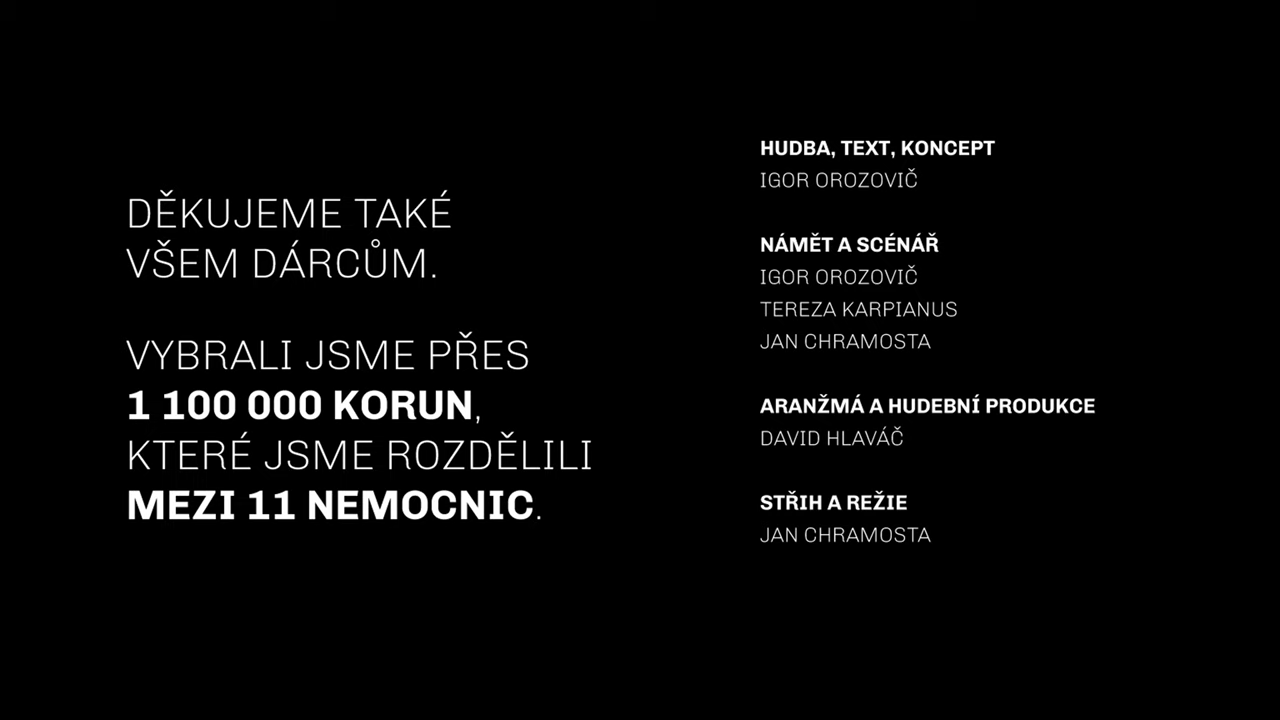 DĚKUJEME TAKÉ
VŠEM DÁRCŮM.
VYBRALI JSME PŘES
1 100 000 KORUN,
KTERÉ JSME ROZDĚLILI
MEZI 11 NEMOCNIC.
HUDBA, TEXT, KONCEPT
IGOR OROZOVIČ
NÁMĚT A SCÉNÁŘ
IGOR OROZOVIČ
TEREZA KARPIANUS
JAN CHRAMOSTA
ARANŽMÁ A HUDEBNÍ PRODUKCE
DAVID HLAVÁČ
STŘIH A REŽIE
JAN CHRAMOSTA